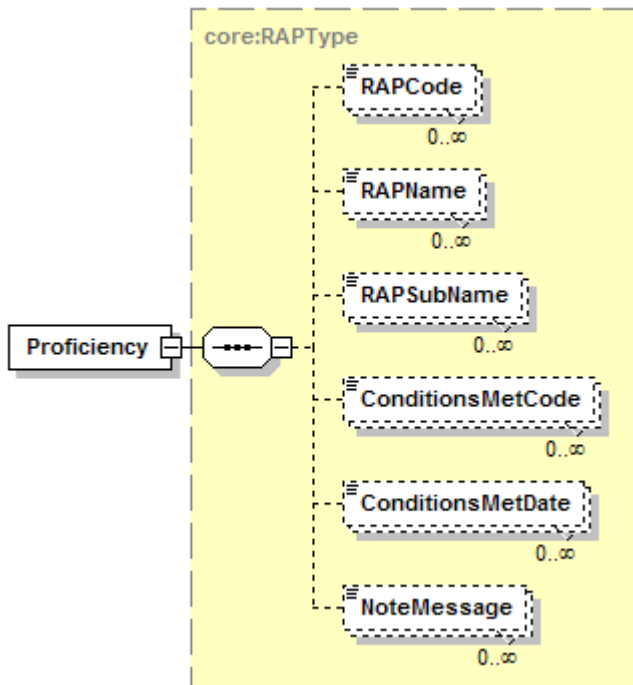 core:RAPType
RAPCode
0..∞
RAPName
0..∞
RAPSubName
0..∞
Proficiency
ConditionsMetCode
0..∞
ConditionsMetDate
0..∞
NoteMessage
0..∞